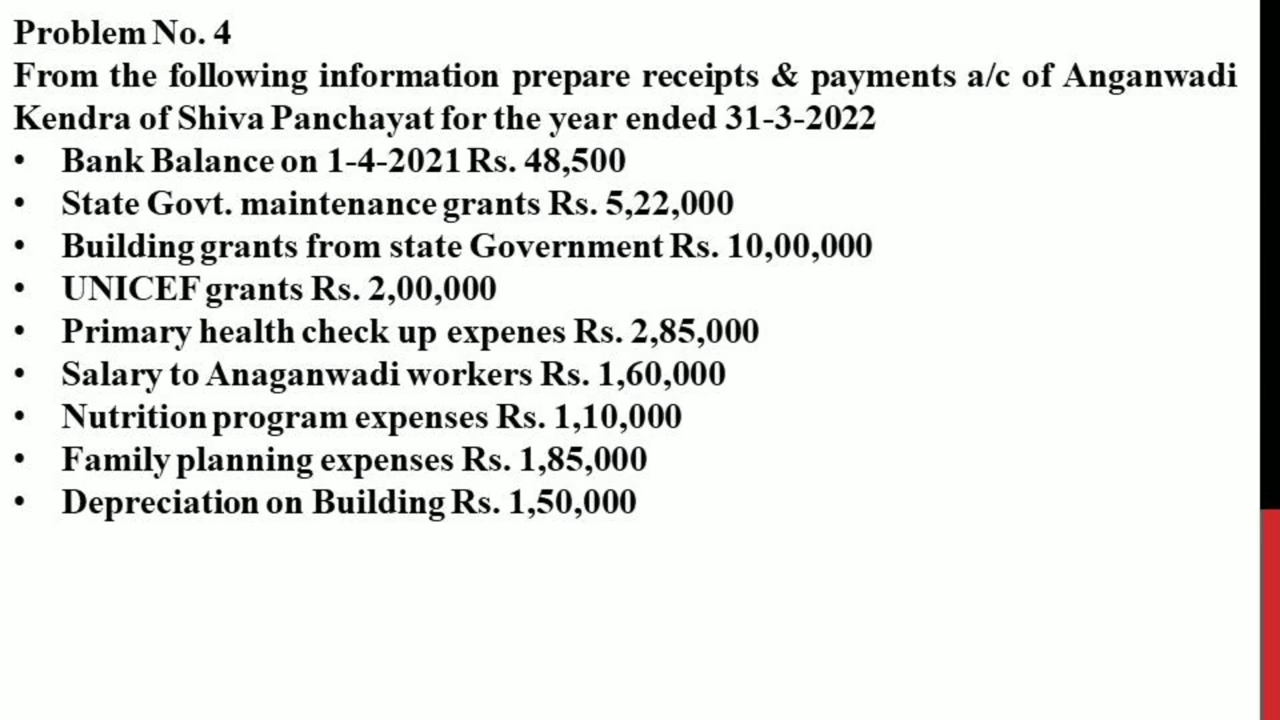 Problem No. 4
From the following information prepare receipts & payments a/c of Anganwadi
Kendra of Shiva Panchayat for the year ended 31-3-2022
• Bank Balance on 1-4-2021 Rs. 48,500
• State Govt. maintenance grants Rs. 5,22,000
• Building grants from state Government Rs. 10,00,000
• UNICEF grants Rs. 2,00,000
• Primary health check up expenes Rs. 2,85,000
• Salary to Anaganwadi workers Rs. 1,60,000
• Nutrition program expenses Rs. 1,10,000
• Family planning expenses Rs. 1,85,000
• Depreciation on Building Rs. 1,50,000